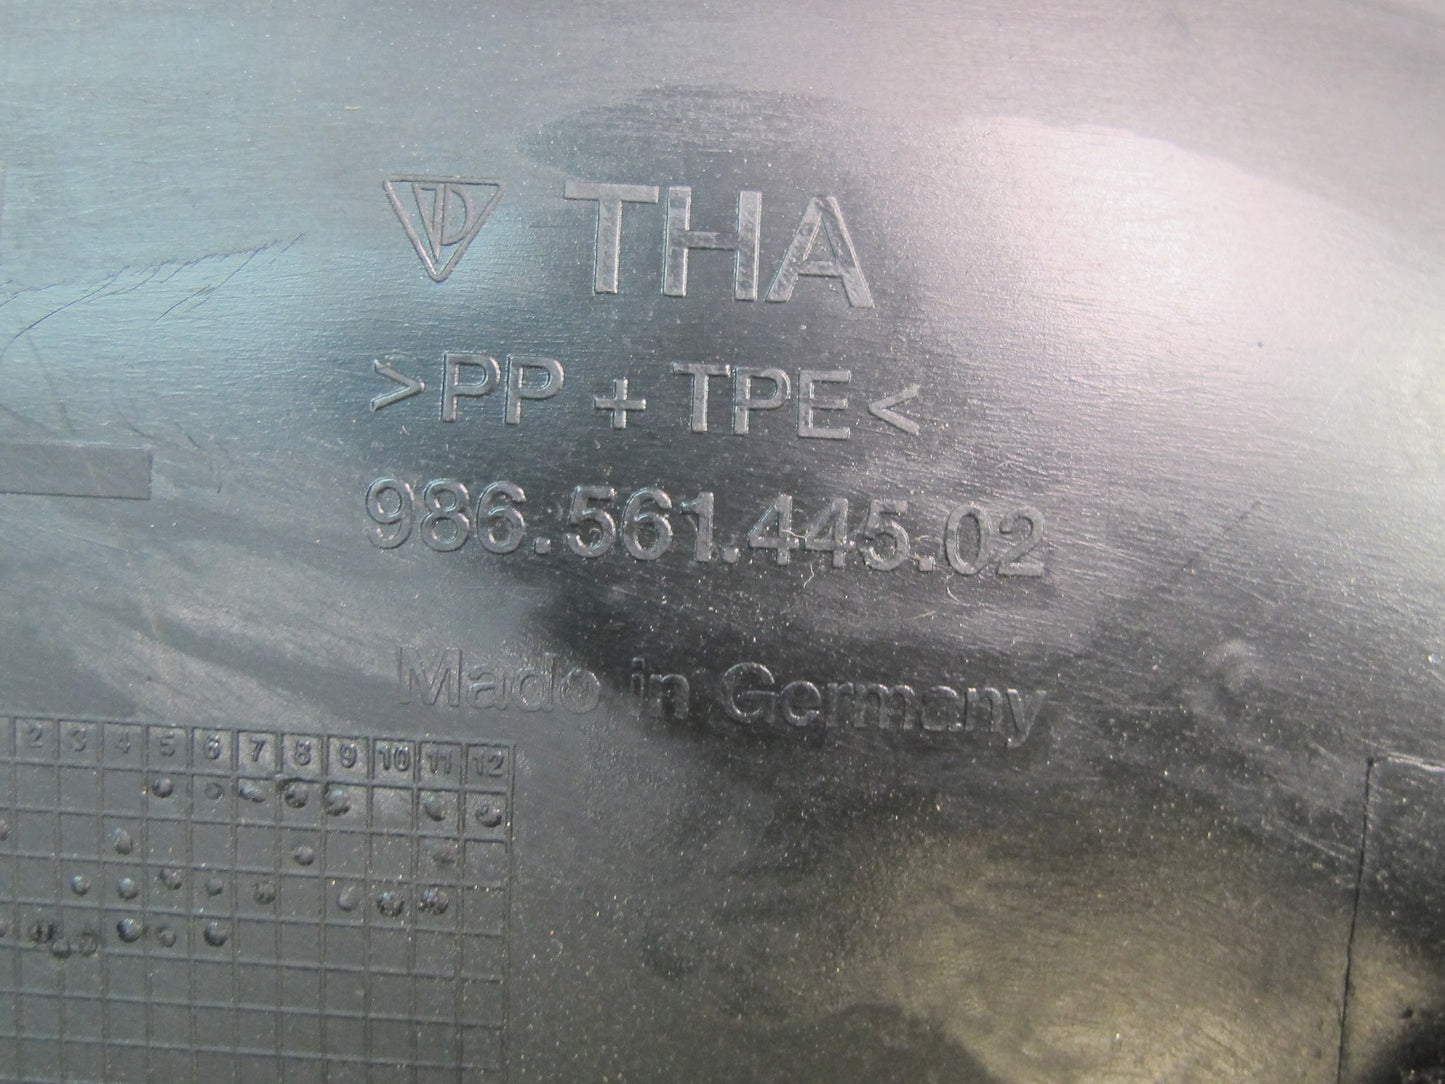 THA
>PP + TPE<
986.561.445.02
Made in Germany
2 3 4 5 6 7 8 9 10 11 12